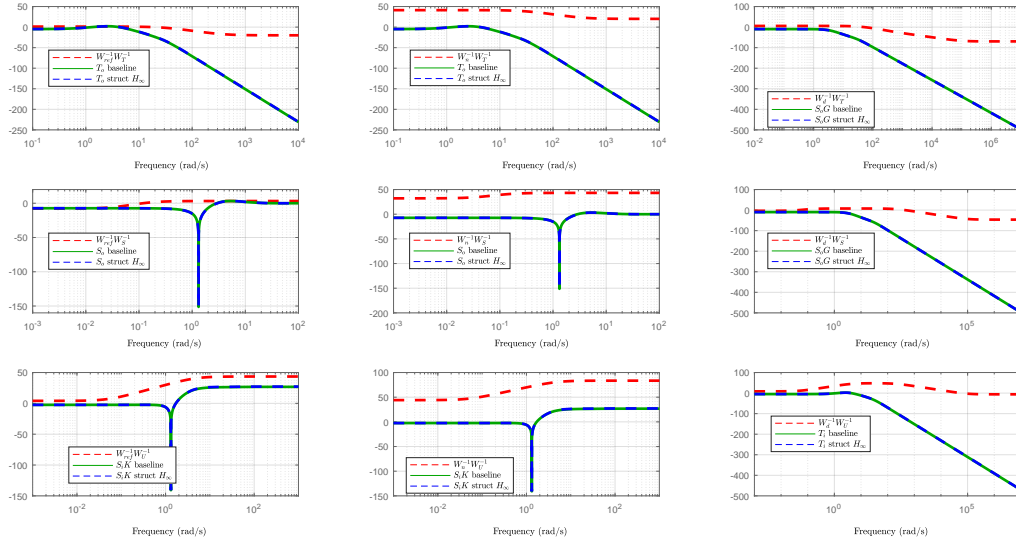 50
0
-50
-100
-150
-200
-250
10^-1 10^0 10^1 10^2 10^3 10^4
Frequency (rad/s)
W_ref^-1 W_T^-1
T_o baseline
T_o struct H_∞
50
0
-50
-100
-150
-200
-250
10^-1 10^0 10^1 10^2 10^3 10^4
Frequency (rad/s)
W_n^-1 W_T^-1
T_o baseline
T_o struct H_∞
100
0
-100
-200
-300
-400
-500
10^-2 10^0 10^2 10^4 10^6
Frequency (rad/s)
W_d^-1 W_T^-1
S_o G baseline
S_o G struct H_∞
0
-50
-100
-150
10^-3 10^-2 10^-1 10^0 10^1 10^2
Frequency (rad/s)
W_ref^-1 W_S^-1
S_o baseline
S_o struct H_∞
50
0
-50
-100
-150
-200
10^-3 10^-2 10^-1 10^0 10^1 10^2
Frequency (rad/s)
W_n^-1 W_S^-1
S_o baseline
S_o struct H_∞
100
0
-100
-200
-300
-400
-500
10^0 10^5
Frequency (rad/s)
W_d^-1 W_S^-1
S_o G baseline
S_o G struct H_∞
50
0
-50
-100
-150
10^-2 10^0 10^2
Frequency (rad/s)
W_ref^-1 W_U^-1
S_i K baseline
S_i K struct H_∞
100
50
0
-50
-100
-150
10^-2 10^0 10^2
Frequency (rad/s)
W_n^-1 W_U^-1
S_i K baseline
S_i K struct H_∞
100
0
-100
-200
-300
-400
-500
10^0 10^5
Frequency (rad/s)
W_d^-1 W_U^-1
T_i baseline
T_i struct H_∞